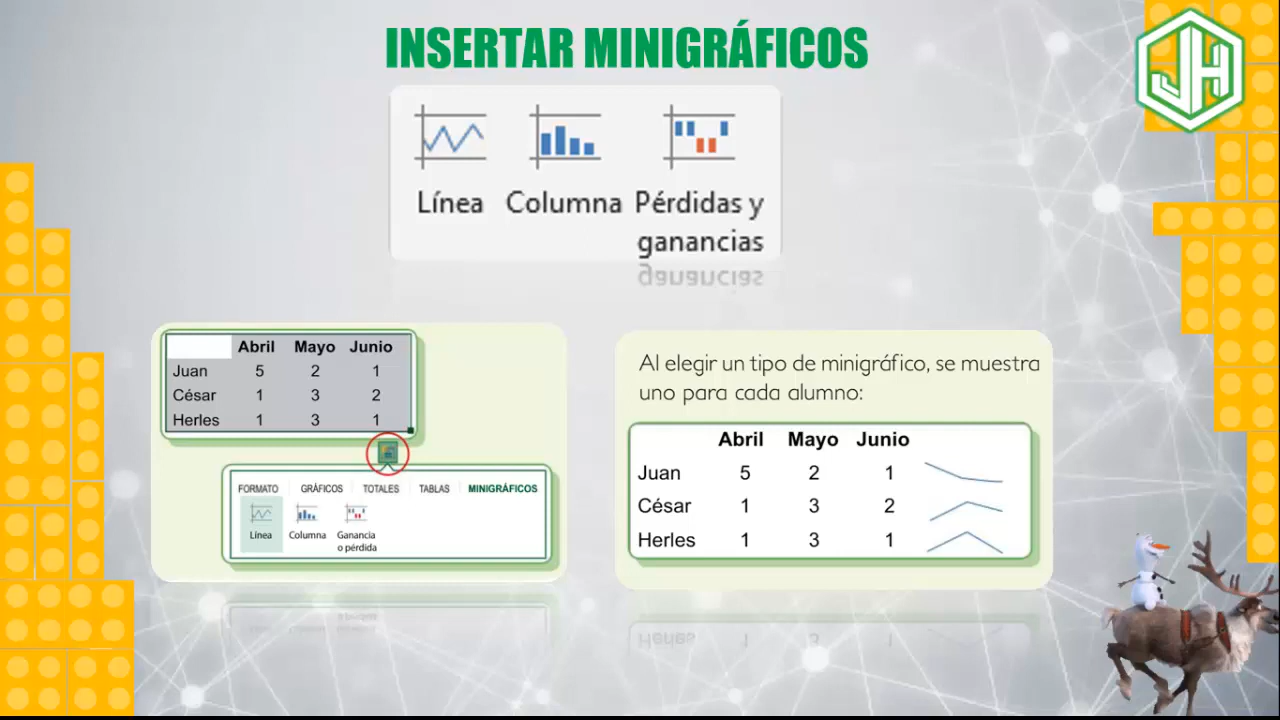 INSERTAR MINIGRÁFICOS
JH
Línea Columna Pérdidas y
ganancias
Abril Mayo Junio
Juan 5 2 1
César 1 3 2
Herles 1 3 1
FORMATO GRÁFICOS TOTALES TABLAS MINIGRÁFICOS
Línea Columna Ganancia
o pérdida
Al elegir un tipo de minigráfico, se muestra
uno para cada alumno:
Abril Mayo Junio
Juan 5 2 1
César 1 3 2
Herles 1 3 1